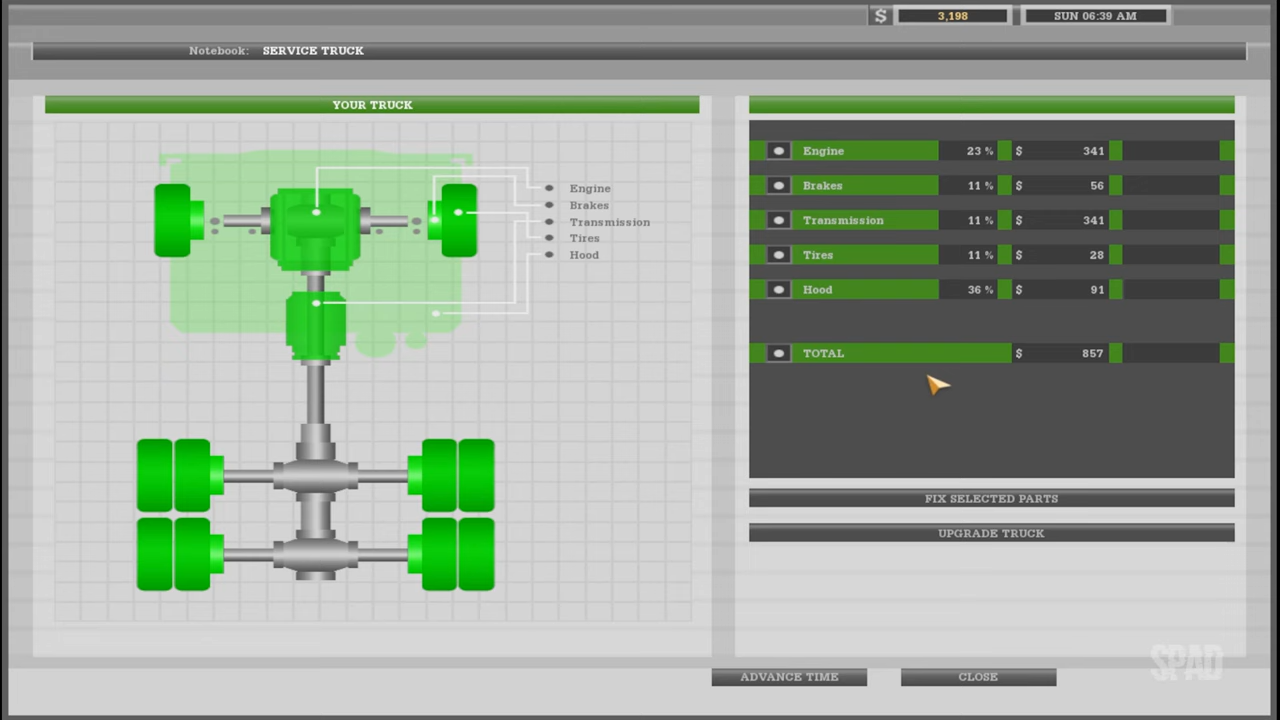 $ 3,198 SUN 06:39 AM
Notebook: SERVICE TRUCK
YOUR TRUCK
Engine
Brakes
Transmission
Tires
Hood
Engine 23 % $ 341
Brakes 11 % $ 56
Transmission 11 % $ 341
Tires 11 % $ 28
Hood 36 % $ 91
TOTAL $ 857
FIX SELECTED PARTS
UPGRADE TRUCK
SPAD
ADVANCE TIME CLOSE